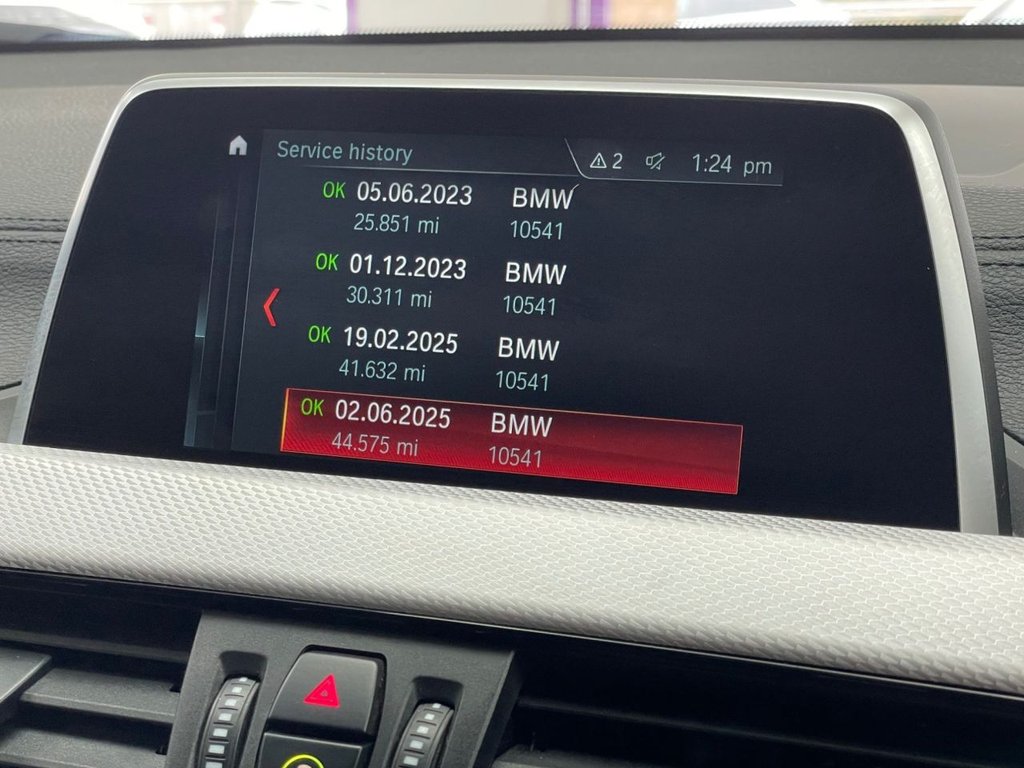 Service history
2
1:24 pm
OK 05.06.2023 BMW
25.851 mi 10541
OK 01.12.2023 BMW
30.311 mi 10541
OK 19.02.2025 BMW
41.632 mi 10541
OK 02.06.2025 BMW
44.575 mi 10541